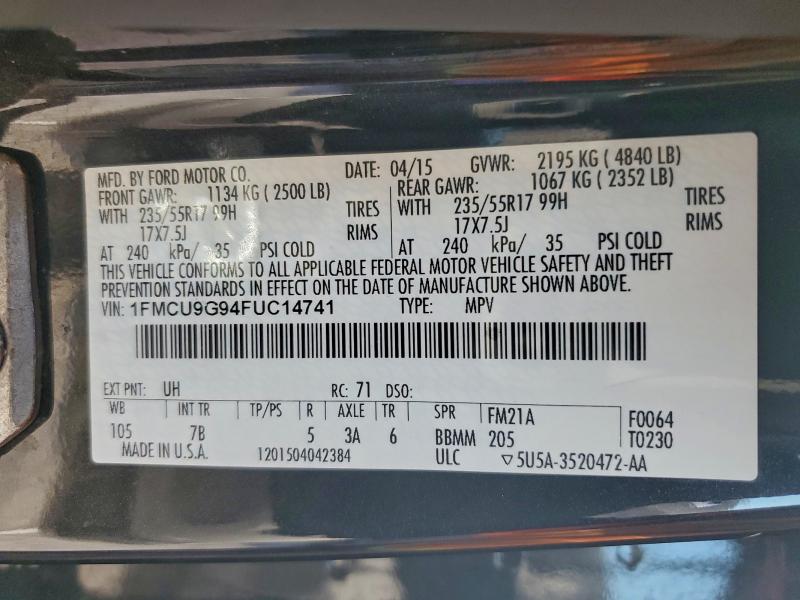 MFD. BY FORD MOTOR CO. DATE: 04/15 GVWR: 2195 KG ( 4840 LB)
FRONT GAWR: 1134 KG ( 2500 LB) REAR GAWR: 1067 KG ( 2352 LB)
WITH 235/55R17 99H TIRES WITH 235/55R17 99H TIRES
17X7.5J RIMS 17X7.5J RIMS
AT 240 kPa/ 35 PSI COLD AT 240 kPa/ 35 PSI COLD
THIS VEHICLE CONFORMS TO ALL APPLICABLE FEDERAL MOTOR VEHICLE SAFETY AND THEFT
PREVENTION STANDARDS IN EFFECT ON THE DATE OF MANUFACTURE SHOWN ABOVE.
VIN: 1FMCU9G94FUC14741 TYPE: MPV
EXT PNT: UH RC: 71 DSO:
WB INT TR TP/PS R AXLE TR SPR FM21A F0064
105 7B 5 3A 6 BBMM 205 T0230
MADE IN U.S.A. 1201504042384 ULC ▽5U5A-3520472-AA